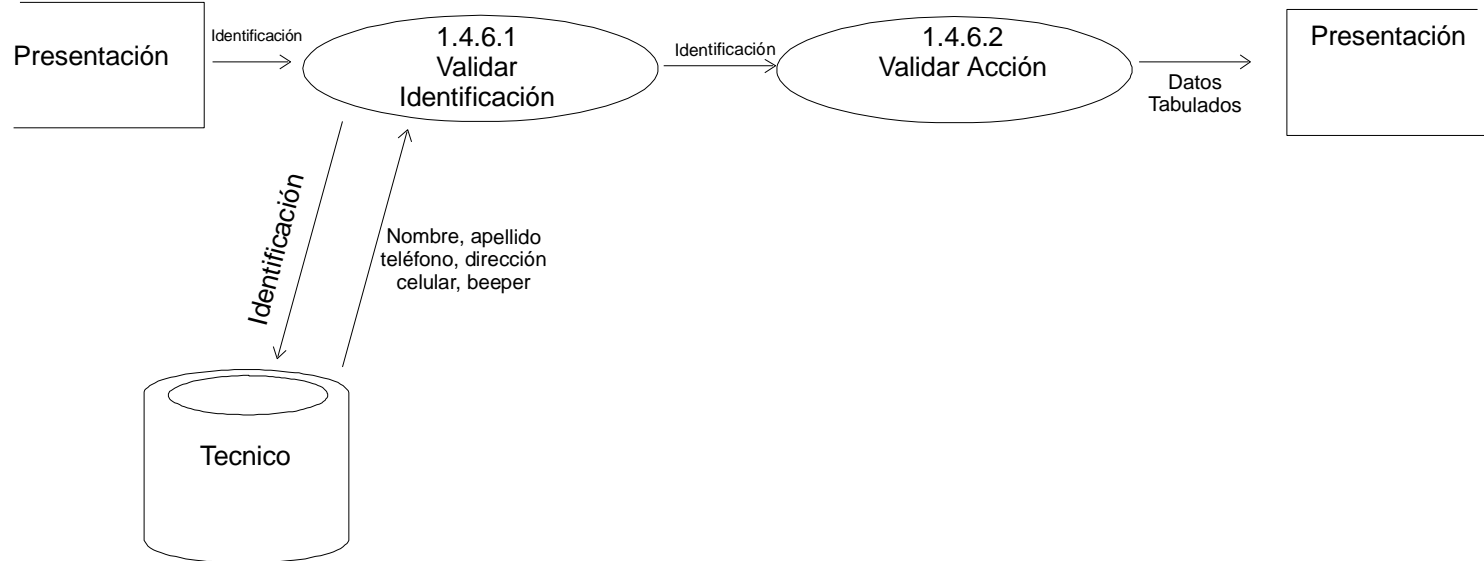 Presentación
Identificación
1.4.6.1
Validar
Identificación
Identificación
1.4.6.2
Validar Acción
Datos
Tabulados
Presentación
Identificación
Nombre, apellido
teléfono, dirección
celular, beeper
Tecnico